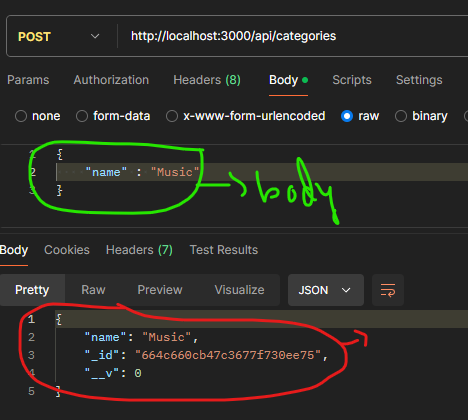 POST http://localhost:3000/api/categories
Params Authorization Headers (8) Body Scripts Settings
none form-data x-www-form-urlencoded raw binary
1 {
2 "name" : "Music"
3 }
body
Body Cookies Headers (7) Test Results
Pretty Raw Preview Visualize JSON
1 {
2 "name": "Music",
3 "_id": "664c660cb47c3677f730ee75",
4 "__v": 0
5 }